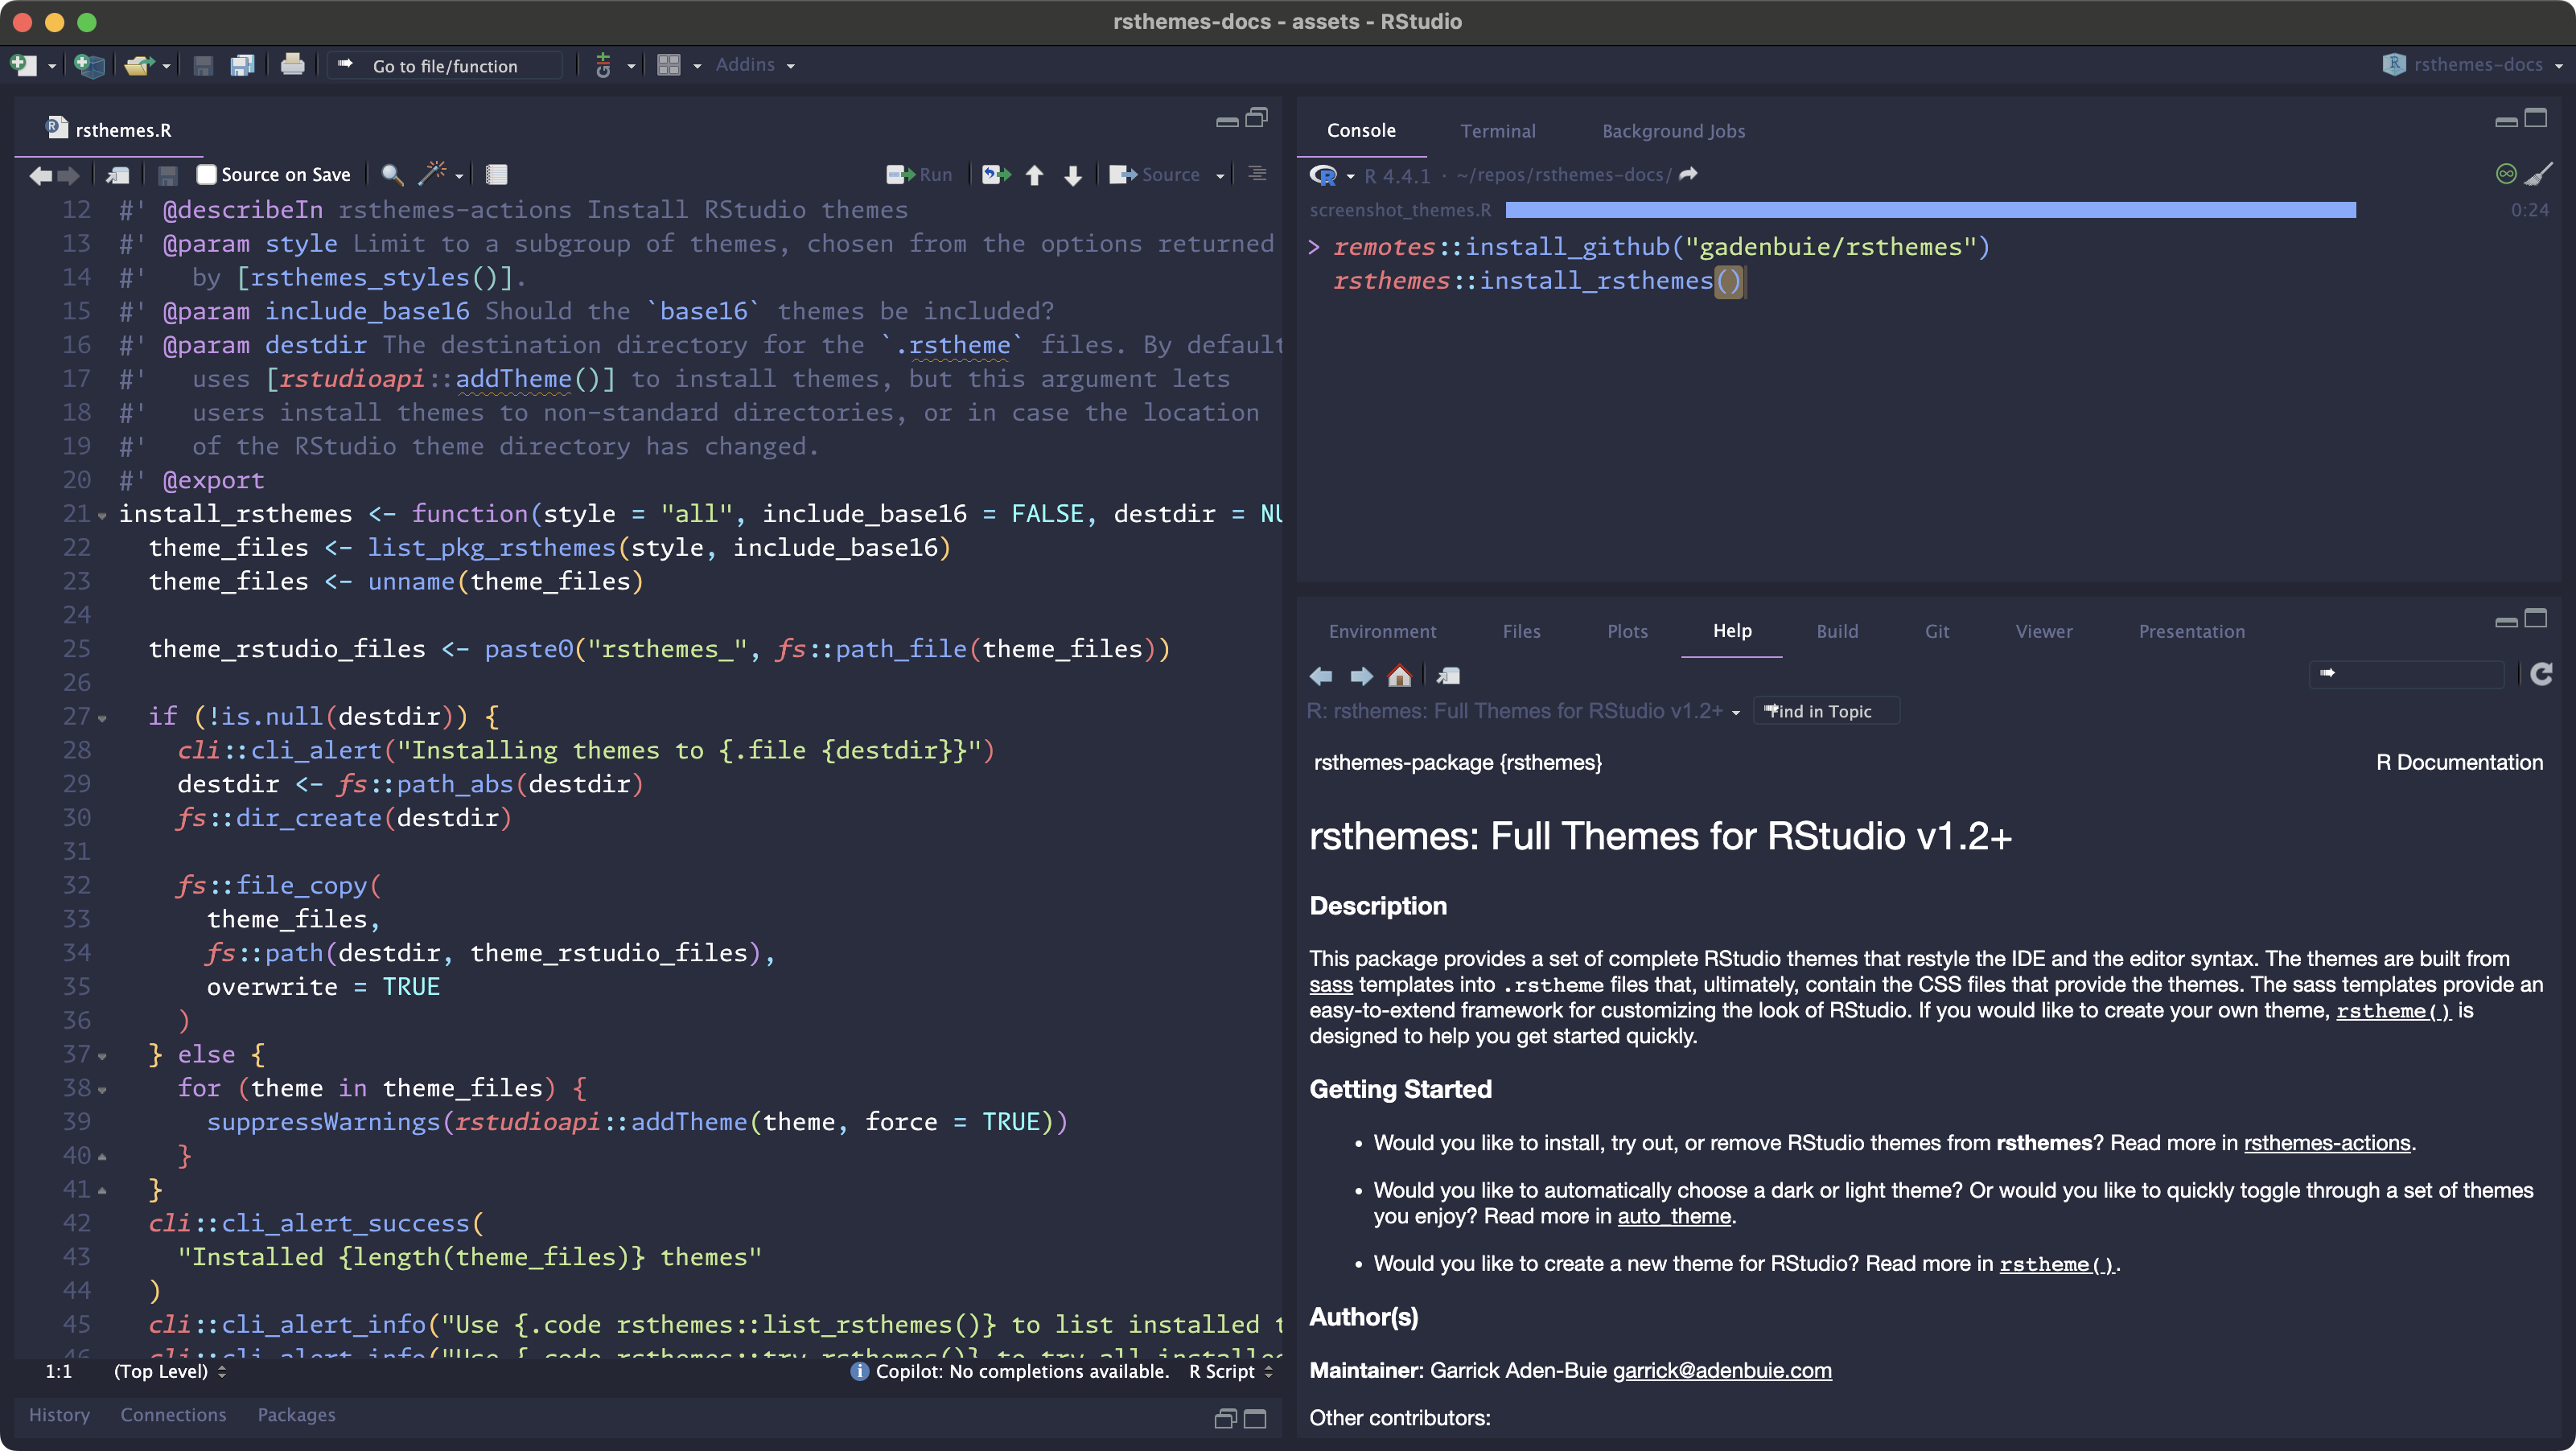 rsthemes-docs - assets - RStudio
Go to file/function
Addins
rsthemes-docs
rsthemes.R
Source on Save
Run
Source
12 #' @describeIn rsthemes-actions Install RStudio themes
13 #' @param style Limit to a subgroup of themes, chosen from the options returned
14 #'   by [rsthemes_styles()].
15 #' @param include_base16 Should the `base16` themes be included?
16 #' @param destdir The destination directory for the `.rstheme` files. By default
17 #'   uses [rstudioapi::addTheme()] to install themes, but this argument lets
18 #'   users install themes to non-standard directories, or in case the location
19 #'   of the RStudio theme directory has changed.
20 #' @export
21 install_rsthemes <- function(style = "all", include_base16 = FALSE, destdir = NU
22   theme_files <- list_pkg_rsthemes(style, include_base16)
23   theme_files <- unname(theme_files)
24
25   theme_rstudio_files <- paste0("rsthemes_", fs::path_file(theme_files))
26
27   if (!is.null(destdir)) {
28     cli::cli_alert("Installing themes to {.file {destdir}}")
29     destdir <- fs::path_abs(destdir)
30     fs::dir_create(destdir)
31
32     fs::file_copy(
33       theme_files,
34       fs::path(destdir, theme_rstudio_files),
35       overwrite = TRUE
36     )
37   } else {
38     for (theme in theme_files) {
39       suppressWarnings(rstudioapi::addTheme(theme, force = TRUE))
40     }
41   }
42   cli::cli_alert_success(
43     "Installed {length(theme_files)} themes"
44   )
45   cli::cli_alert_info("Use {.code rsthemes::list_rsthemes()} to list installed t
46   cli::cli_alert_info("Use {.code rsthemes::try_rsthemes()} to try all installed
1:1 (Top Level)
Copilot: No completions available. R Script
History Connections Packages
Console Terminal Background Jobs
R 4.4.1 · ~/repos/rsthemes-docs/
screenshot_themes.R 0:24
> remotes::install_github("gadenbuie/rsthemes")
rsthemes::install_rsthemes()
Environment Files Plots Help Build Git Viewer Presentation
R: rsthemes: Full Themes for RStudio v1.2+ Find in Topic
rsthemes-package {rsthemes} R Documentation
rsthemes: Full Themes for RStudio v1.2+
Description
This package provides a set of complete RStudio themes that restyle the IDE and the editor syntax. The themes are built from
sass templates into .rstheme files that, ultimately, contain the CSS files that provide the themes. The sass templates provide an
easy-to-extend framework for customizing the look of RStudio. If you would like to create your own theme, rstheme() is
designed to help you get started quickly.
Getting Started
• Would you like to install, try out, or remove RStudio themes from rsthemes? Read more in rsthemes-actions.
• Would you like to automatically choose a dark or light theme? Or would you like to quickly toggle through a set of themes
you enjoy? Read more in auto_theme.
• Would you like to create a new theme for RStudio? Read more in rstheme().
Author(s)
Maintainer: Garrick Aden-Buie garrick@adenbuie.com
Other contributors: